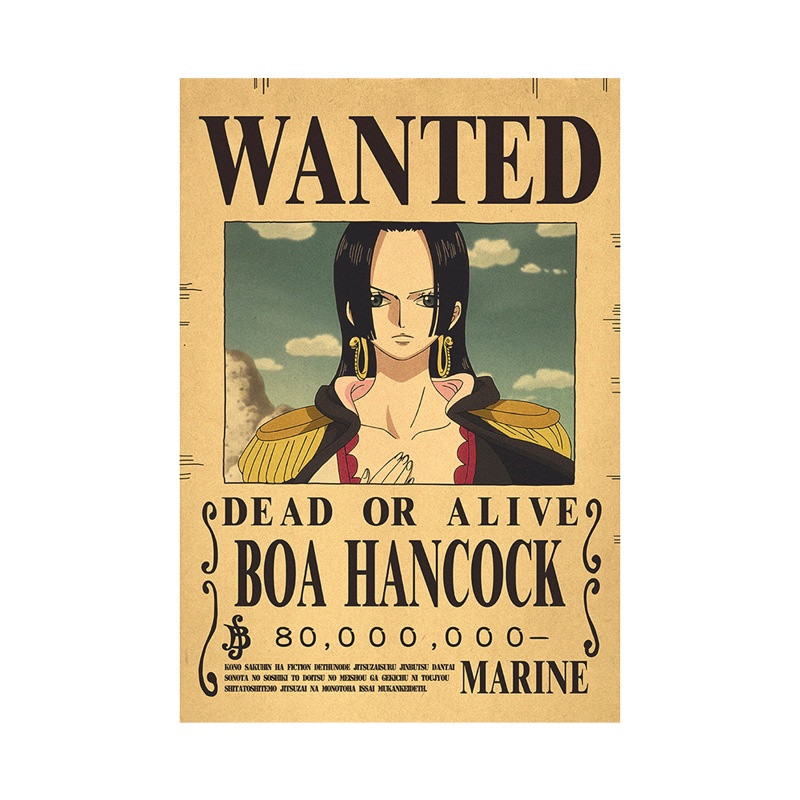 WANTED
DEAD OR ALIVE
BOA HANCOCK
80,000,000–
KONO SAKUHIN HA FICTION DETHUNODE JITSUZAISURU JINBUTSU DANTAI
SONOTA NO SOSHIKI TO DOITSU NO MEISHOU GA GEKICHU NI TOUJYOU
SHITATOSHITEMO JITSUZAI NA MONOTOHA ISSAI MUKANKEIDETH.
MARINE